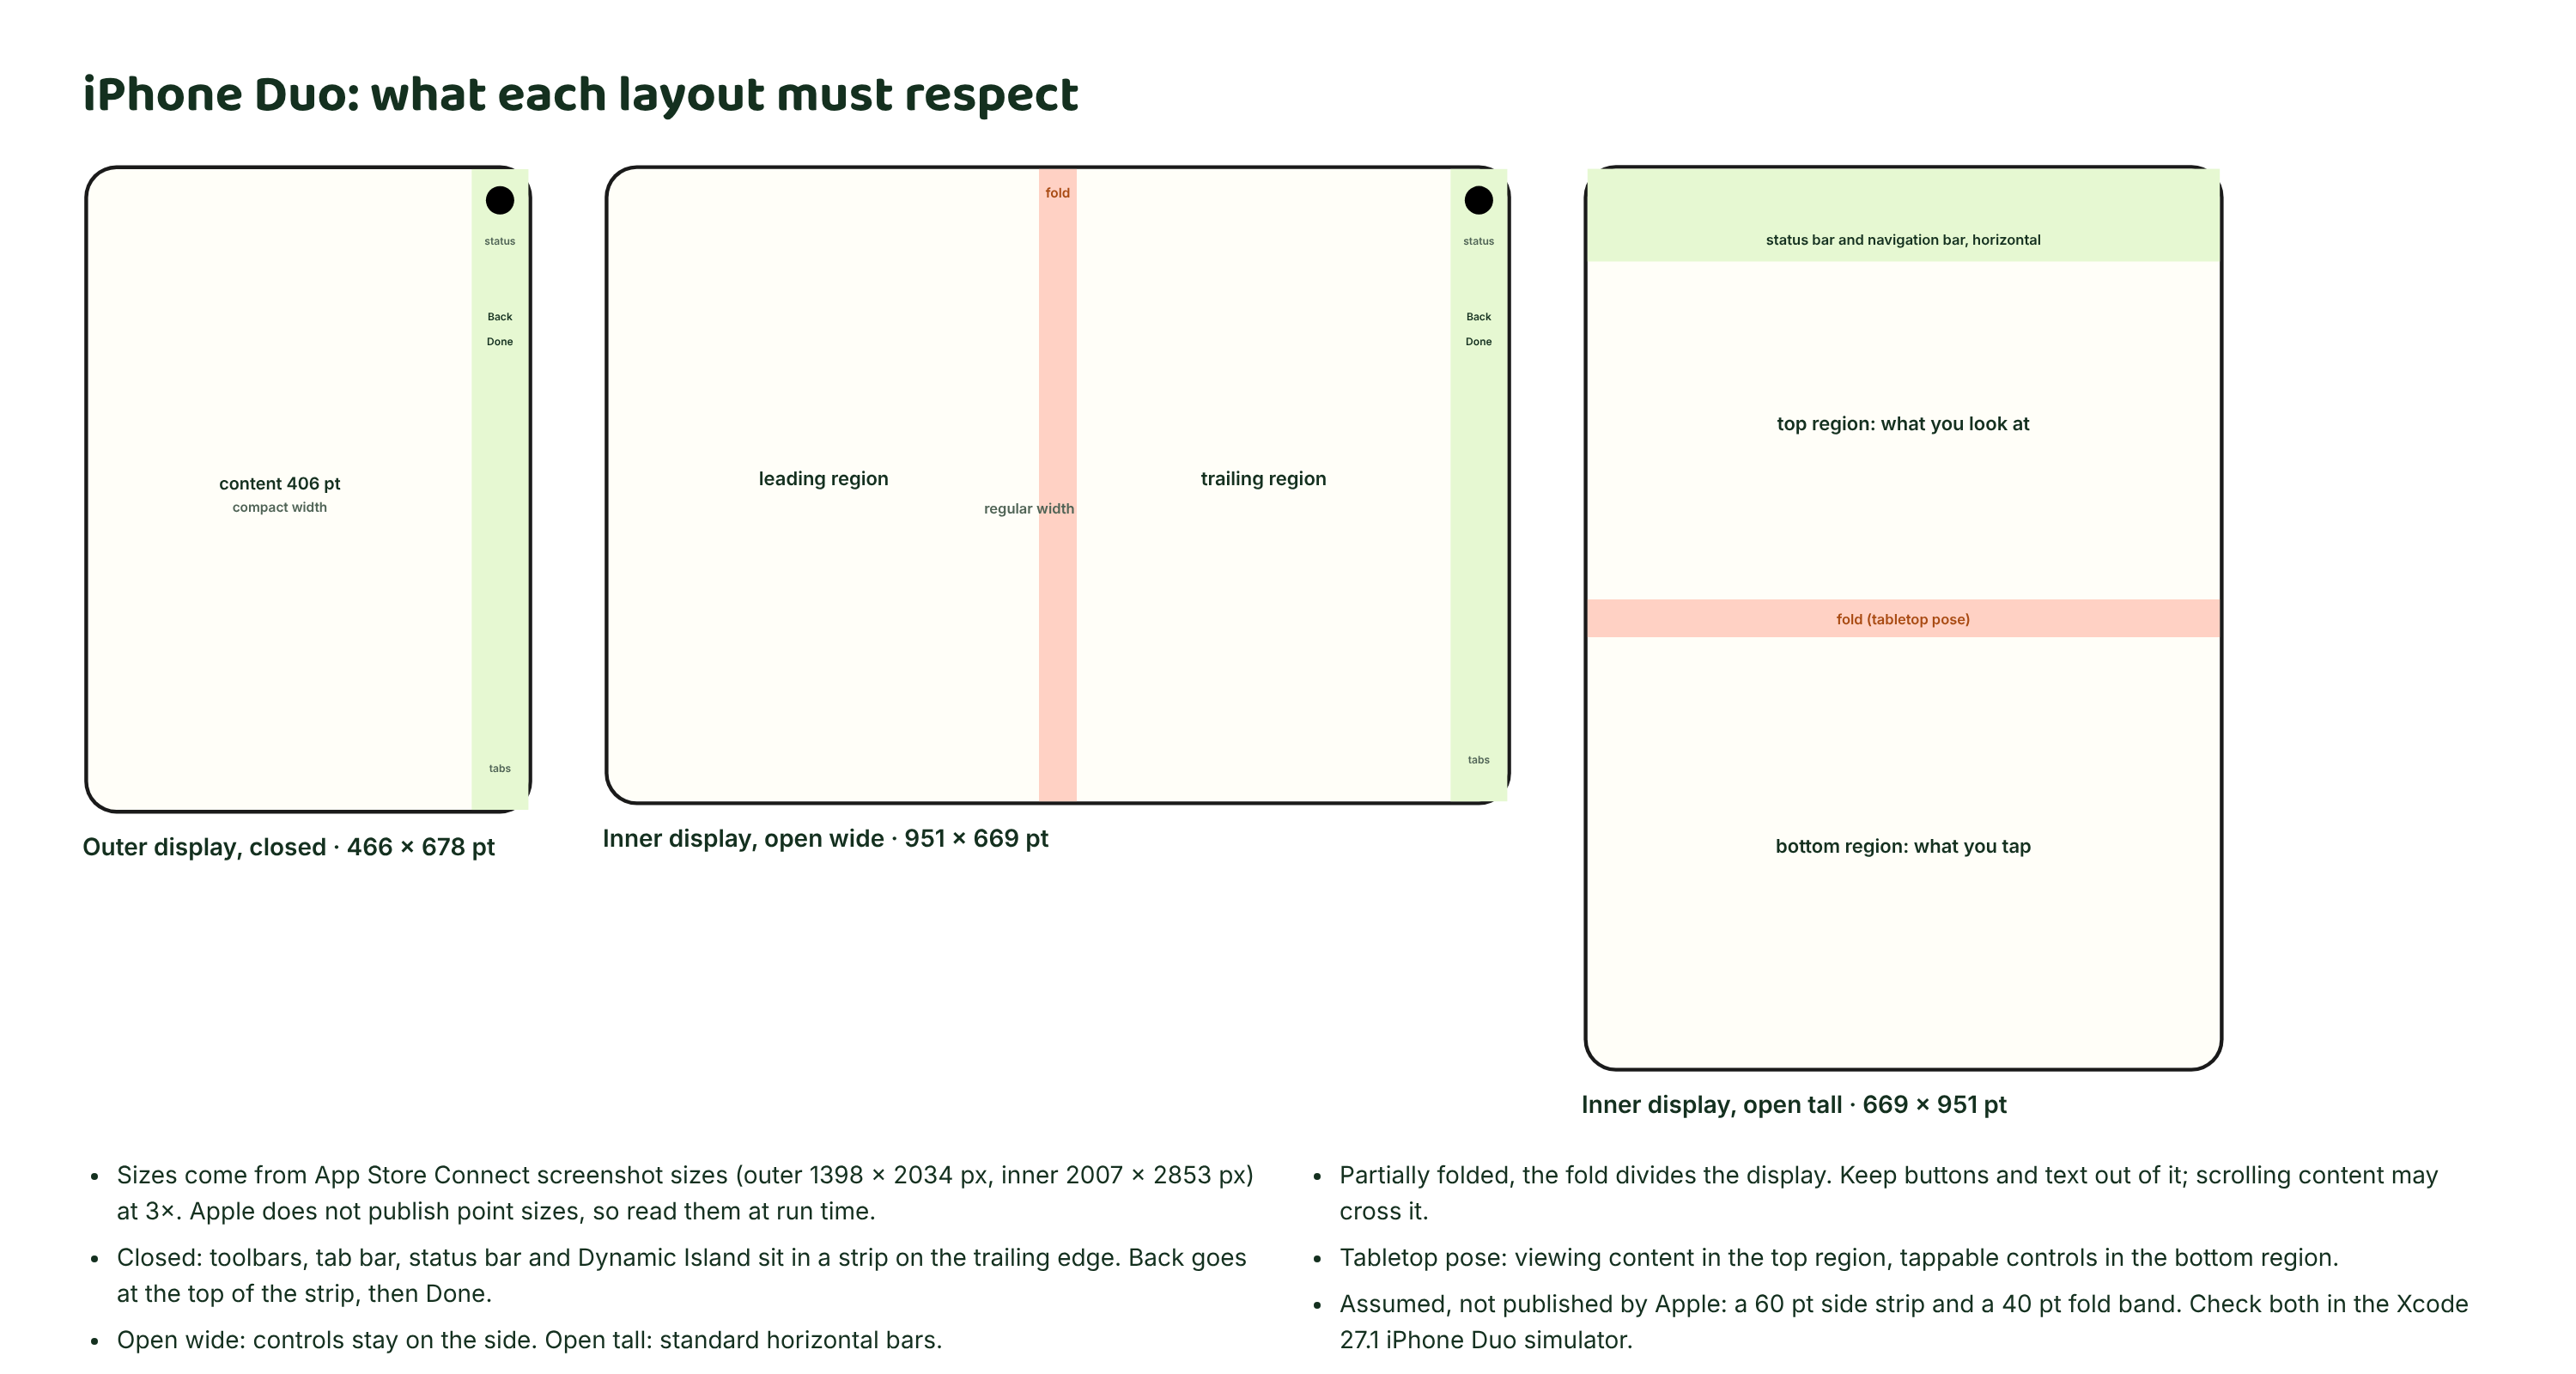 iPhone Duo: what each layout must respect
status
Back
Done
content 406 pt
compact width
tabs
Outer display, closed · 466 × 678 pt
fold
status
Back
Done
leading region
trailing region
regular width
tabs
Inner display, open wide · 951 × 669 pt
status bar and navigation bar, horizontal
top region: what you look at
fold (tabletop pose)
bottom region: what you tap
Inner display, open tall · 669 × 951 pt
• Sizes come from App Store Connect screenshot sizes (outer 1398 × 2034 px, inner 2007 × 2853 px)
at 3×. Apple does not publish point sizes, so read them at run time.
• Closed: toolbars, tab bar, status bar and Dynamic Island sit in a strip on the trailing edge. Back goes
at the top of the strip, then Done.
• Open wide: controls stay on the side. Open tall: standard horizontal bars.
• Partially folded, the fold divides the display. Keep buttons and text out of it; scrolling content may
cross it.
• Tabletop pose: viewing content in the top region, tappable controls in the bottom region.
• Assumed, not published by Apple: a 60 pt side strip and a 40 pt fold band. Check both in the Xcode
27.1 iPhone Duo simulator.